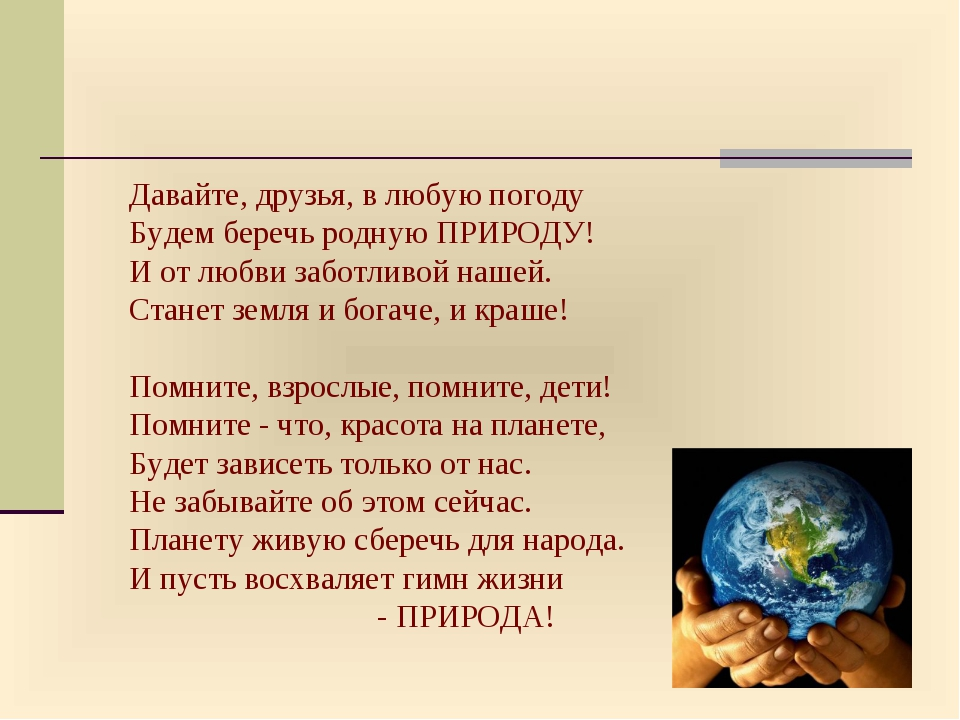 Давайте, друзья, в любую погоду
Будем беречь родную ПРИРОДУ!
И от любви заботливой нашей.
Станет земля и богаче, и краше!
Помните, взрослые, помните, дети!
Помните - что, красота на планете,
Будет зависеть только от нас.
Не забывайте об этом сейчас.
Планету живую сберечь для народа.
И пусть восхваляет гимн жизни
- ПРИРОДА!